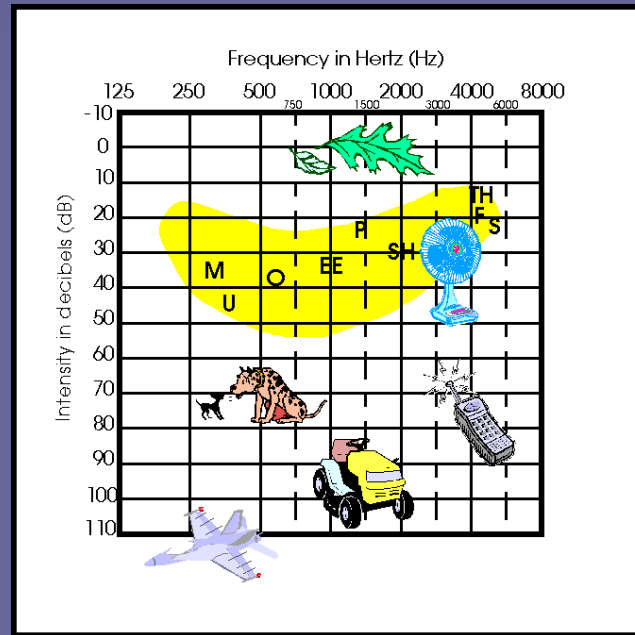 Frequency in Hertz (Hz)
125 250 500 1000 2000 4000 8000
750 1500 3000 6000
Intensity in decibels (dB)
-10
0
10
20
30
40
50
60
70
80
90
100
110
TH
F
P S
SH
M O EE
U